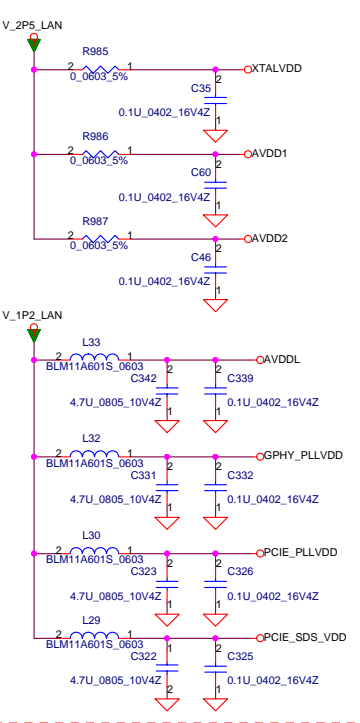 V_2P5_LAN
R985
2 1
0_0603_5%
XTALVDD
2
C35
0.1U_0402_16V4Z
1
R986
2 1
0_0603_5%
AVDD1
2
C60
0.1U_0402_16V4Z
1
R987
2 1
0_0603_5%
AVDD2
2
C46
0.1U_0402_16V4Z
1
V_1P2_LAN
L33
2 1
BLM11A601S_0603
AVDDL
2 2
C342 C339
4.7U_0805_10V4Z 0.1U_0402_16V4Z
1 1
L32
2 1
BLM11A601S_0603
GPHY_PLLVDD
2 2
C331 C332
4.7U_0805_10V4Z 0.1U_0402_16V4Z
1 1
L30
2 1
BLM11A601S_0603
PCIE_PLLVDD
2 2
C323 C326
4.7U_0805_10V4Z 0.1U_0402_16V4Z
1 1
L29
2 1
BLM11A601S_0603
PCIE_SDS_VDD
1 2
C322 C325
4.7U_0805_10V4Z 0.1U_0402_16V4Z
2 1